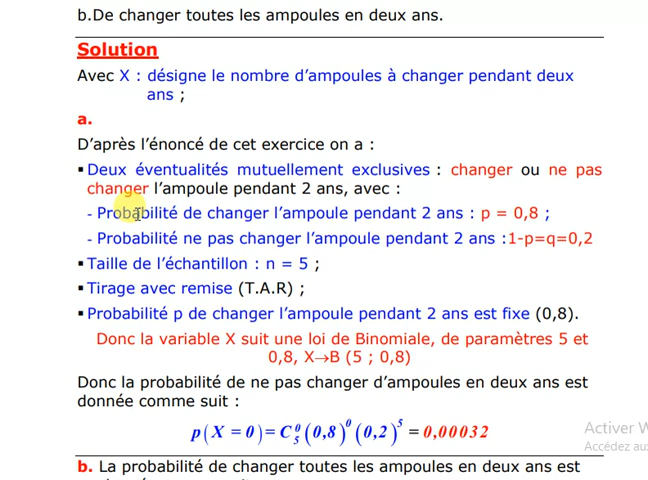 b.De changer toutes les ampoules en deux ans.
Solution
Avec X : désigne le nombre d'ampoules à changer pendant deux
ans ;
a.
D'après l'énoncé de cet exercice on a :
▪ Deux éventualités mutuellement exclusives : changer ou ne pas
changer l'ampoule pendant 2 ans, avec :
- Probabilité de changer l'ampoule pendant 2 ans : p = 0,8 ;
- Probabilité ne pas changer l'ampoule pendant 2 ans :1-p=q=0,2
▪ Taille de l'échantillon : n = 5 ;
▪ Tirage avec remise (T.A.R) ;
▪ Probabilité p de changer l'ampoule pendant 2 ans est fixe (0,8).
Donc la variable X suit une loi de Binomiale, de paramètres 5 et
0,8, X→B (5 ; 0,8)
Donc la probabilité de ne pas changer d'ampoules en deux ans est
donnée comme suit :
p(X = 0) = C₅⁰ (0,8)⁰ (0,2)⁵ = 0,00032
Activer W
Accédez au
b. La probabilité de changer toutes les ampoules en deux ans est